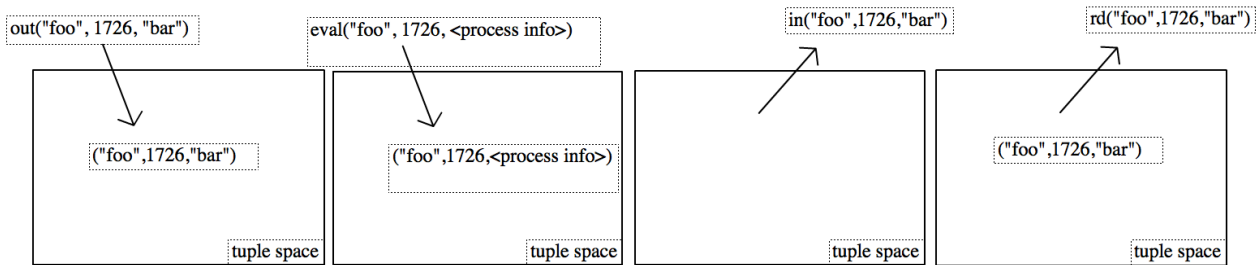 out("foo", 1726, "bar")
eval("foo", 1726, <process info>)
in("foo",1726,"bar")
rd("foo",1726,"bar")
("foo",1726,"bar")
("foo",1726,<process info>)
("foo",1726,"bar")
tuple space
tuple space
tuple space
tuple space